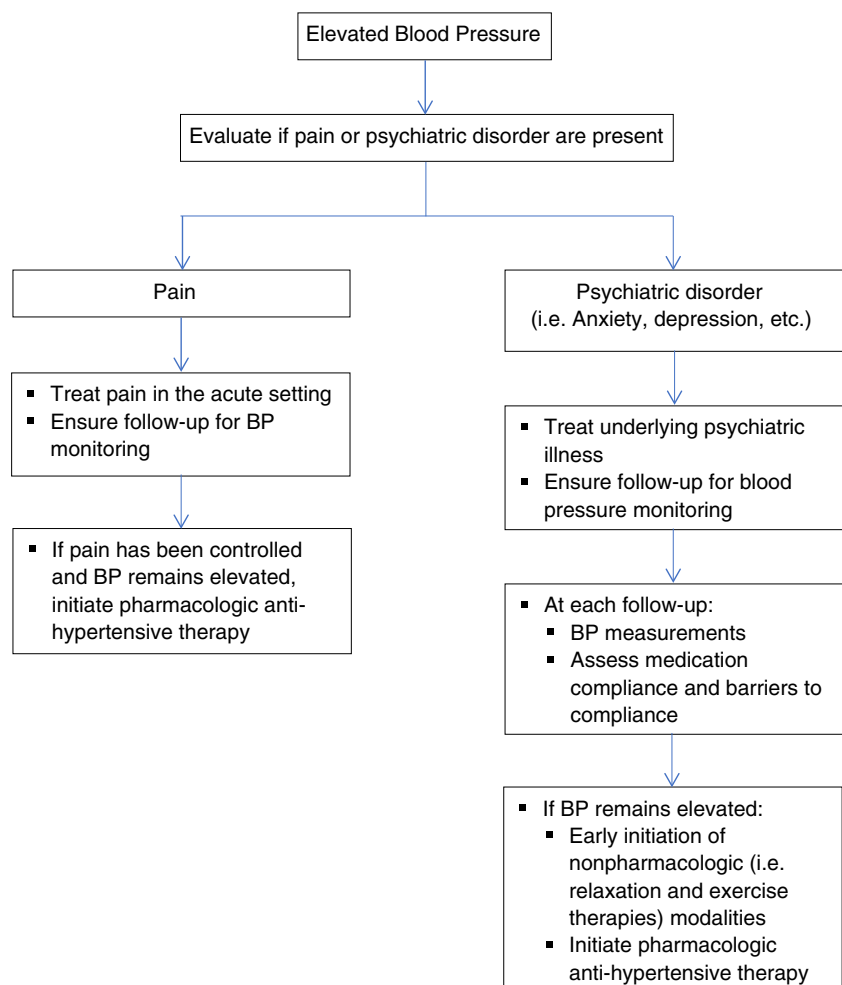 Elevated Blood Pressure
Evaluate if pain or psychiatric disorder are present
Pain
▪ Treat pain in the acute setting
▪ Ensure follow-up for BP
monitoring
▪ If pain has been controlled
and BP remains elevated,
initiate pharmacologic anti-
hypertensive therapy
Psychiatric disorder
(i.e. Anxiety, depression, etc.)
▪ Treat underlying psychiatric
illness
▪ Ensure follow-up for blood
pressure monitoring
▪ At each follow-up:
▪ BP measurements
▪ Assess medication
compliance and barriers to
compliance
▪ If BP remains elevated:
▪ Early initiation of
nonpharmacologic (i.e.
relaxation and exercise
therapies) modalities
▪ Initiate pharmacologic
anti-hypertensive therapy